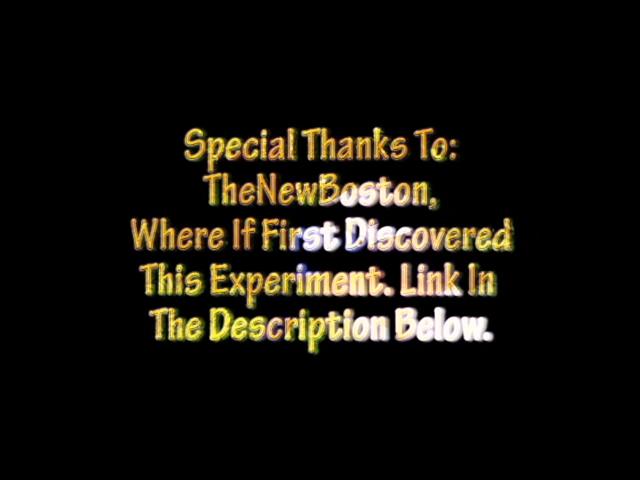 Special Thanks To:
TheNewBoston,
Where If First Discovered
This Experiment. Link In
The Description Below.